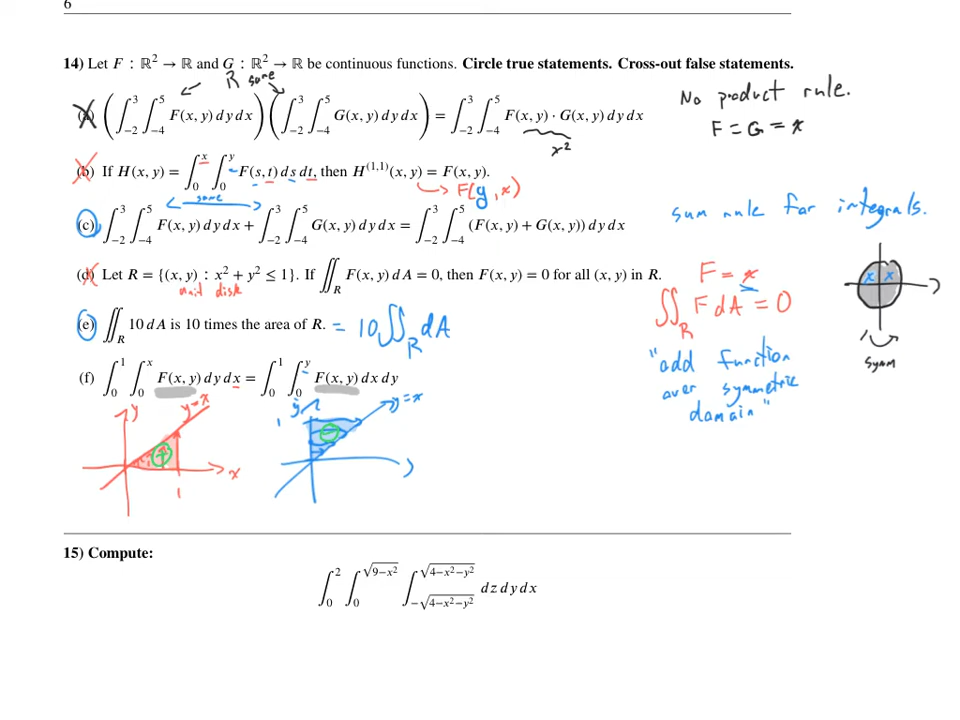 6
14) Let F : ℝ² → ℝ and G : ℝ² → ℝ be continuous functions. Circle true statements. Cross-out false statements.
R same
No product rule.
(a) (∫_{-2}^{3} ∫_{-4}^{5} F(x, y) dy dx) (∫_{-2}^{3} ∫_{-4}^{5} G(x, y) dy dx) = ∫_{-2}^{3} ∫_{-4}^{5} F(x, y) · G(x, y) dy dx
F = G = x
x²
(b) If H(x, y) = ∫_{0}^{x} ∫_{0}^{y} F(s, t) ds dt, then H^{(1,1)}(x, y) = F(x, y).
same
→ F(y, x)
(c) ∫_{-2}^{3} ∫_{-4}^{5} F(x, y) dy dx + ∫_{-2}^{3} ∫_{-4}^{5} G(x, y) dy dx = ∫_{-2}^{3} ∫_{-4}^{5} (F(x, y) + G(x, y)) dy dx
sum rule for integrals.
(d) Let R = {(x, y) : x² + y² ≤ 1}. If ∬_R F(x, y) dA = 0, then F(x, y) = 0 for all (x, y) in R.
unit disk
F = x
x x
∬_R F dA = 0
(e) ∬_R 10 dA is 10 times the area of R. = 10 ∬_R dA
symm
"add function
over symmetric
domain"
(f) ∫_{0}^{1} ∫_{0}^{x} F(x, y) dy dx = ∫_{0}^{1} ∫_{0}^{y} F(x, y) dx dy
y y=x
+
x
1
1 y y=x
−
15) Compute:
∫_{0}^{2} ∫_{0}^{√(9−x²)} ∫_{−√(4−x²−y²)}^{√(4−x²−y²)} dz dy dx